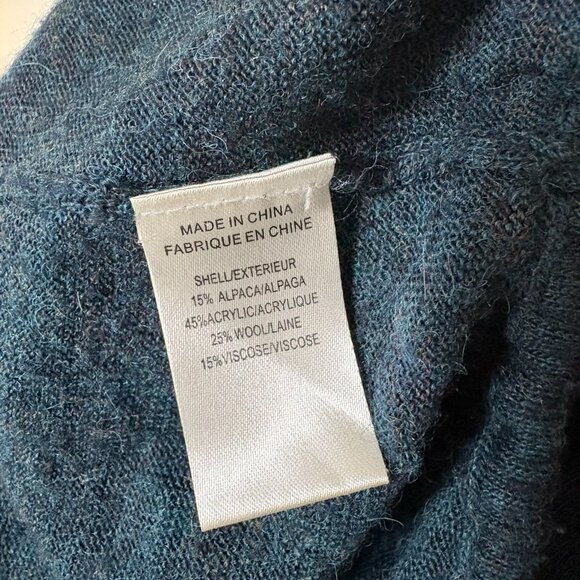 MADE IN CHINA
FABRIQUE EN CHINE
SHELL/EXTERIEUR
15% ALPACA/ALPAGA
45%ACRYLIC/ACRYLIQUE
25% WOOL/LAINE
15%VISCOSE/VISCOSE